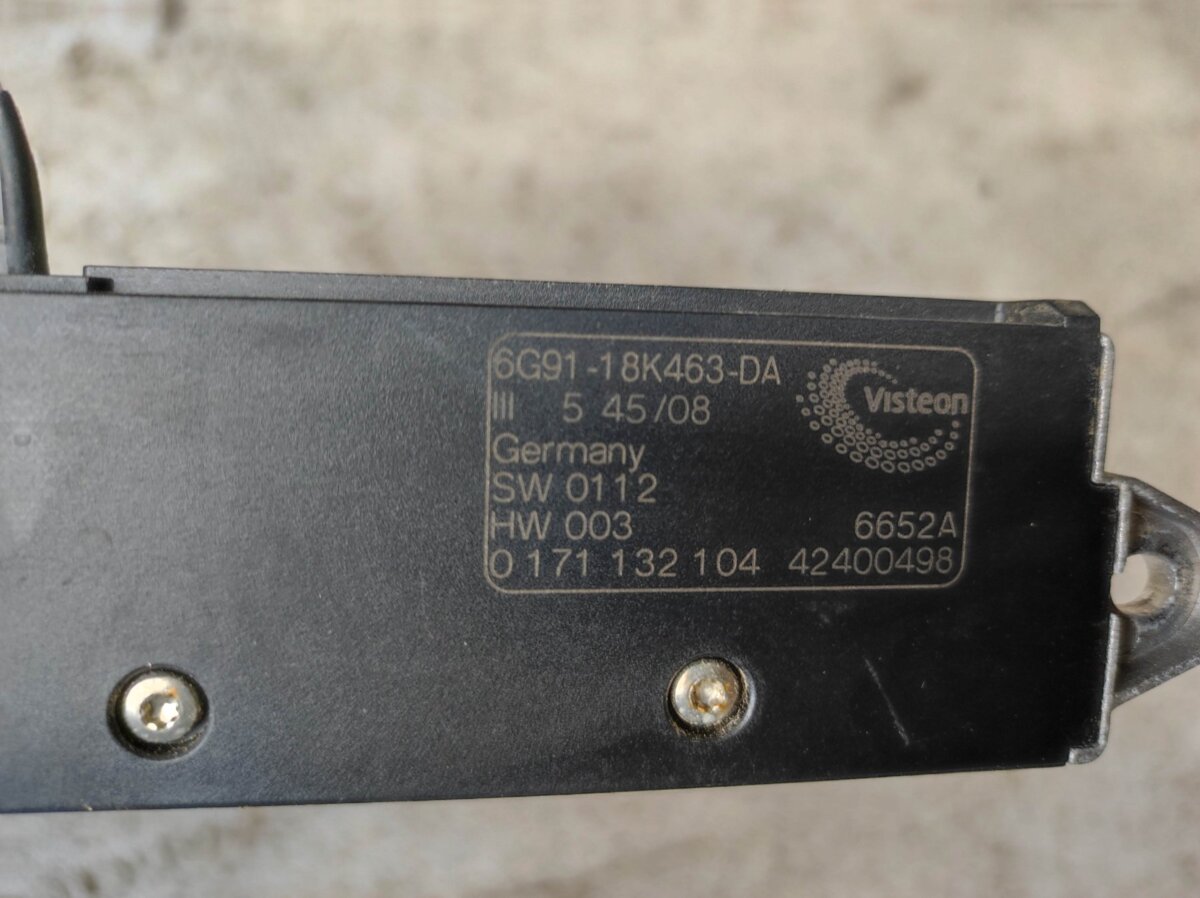 6G91-18K463-DA
Visteon
III 5 45/08
Germany
SW 0112
HW 003 6652A
0 171 132 104 42400498